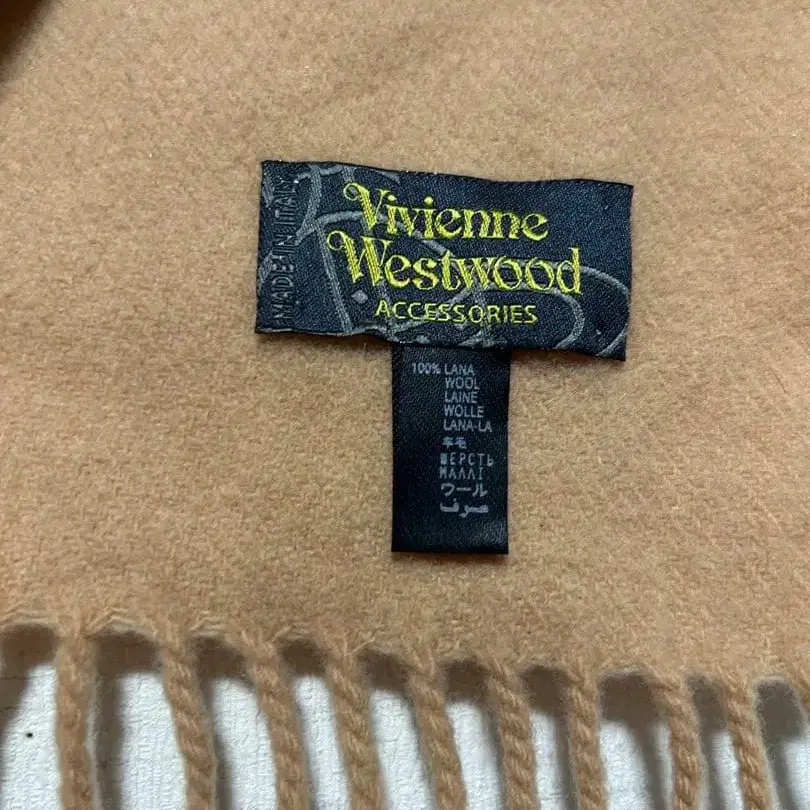 MADE IN ITALY
Vivienne
Westwood
ACCESSORIES
100% LANA
WOOL
LAINE
WOLLE
LANA-LA
羊毛
ШЕРСТЬ
ΜΑΛΛΙ
ウール
صوف